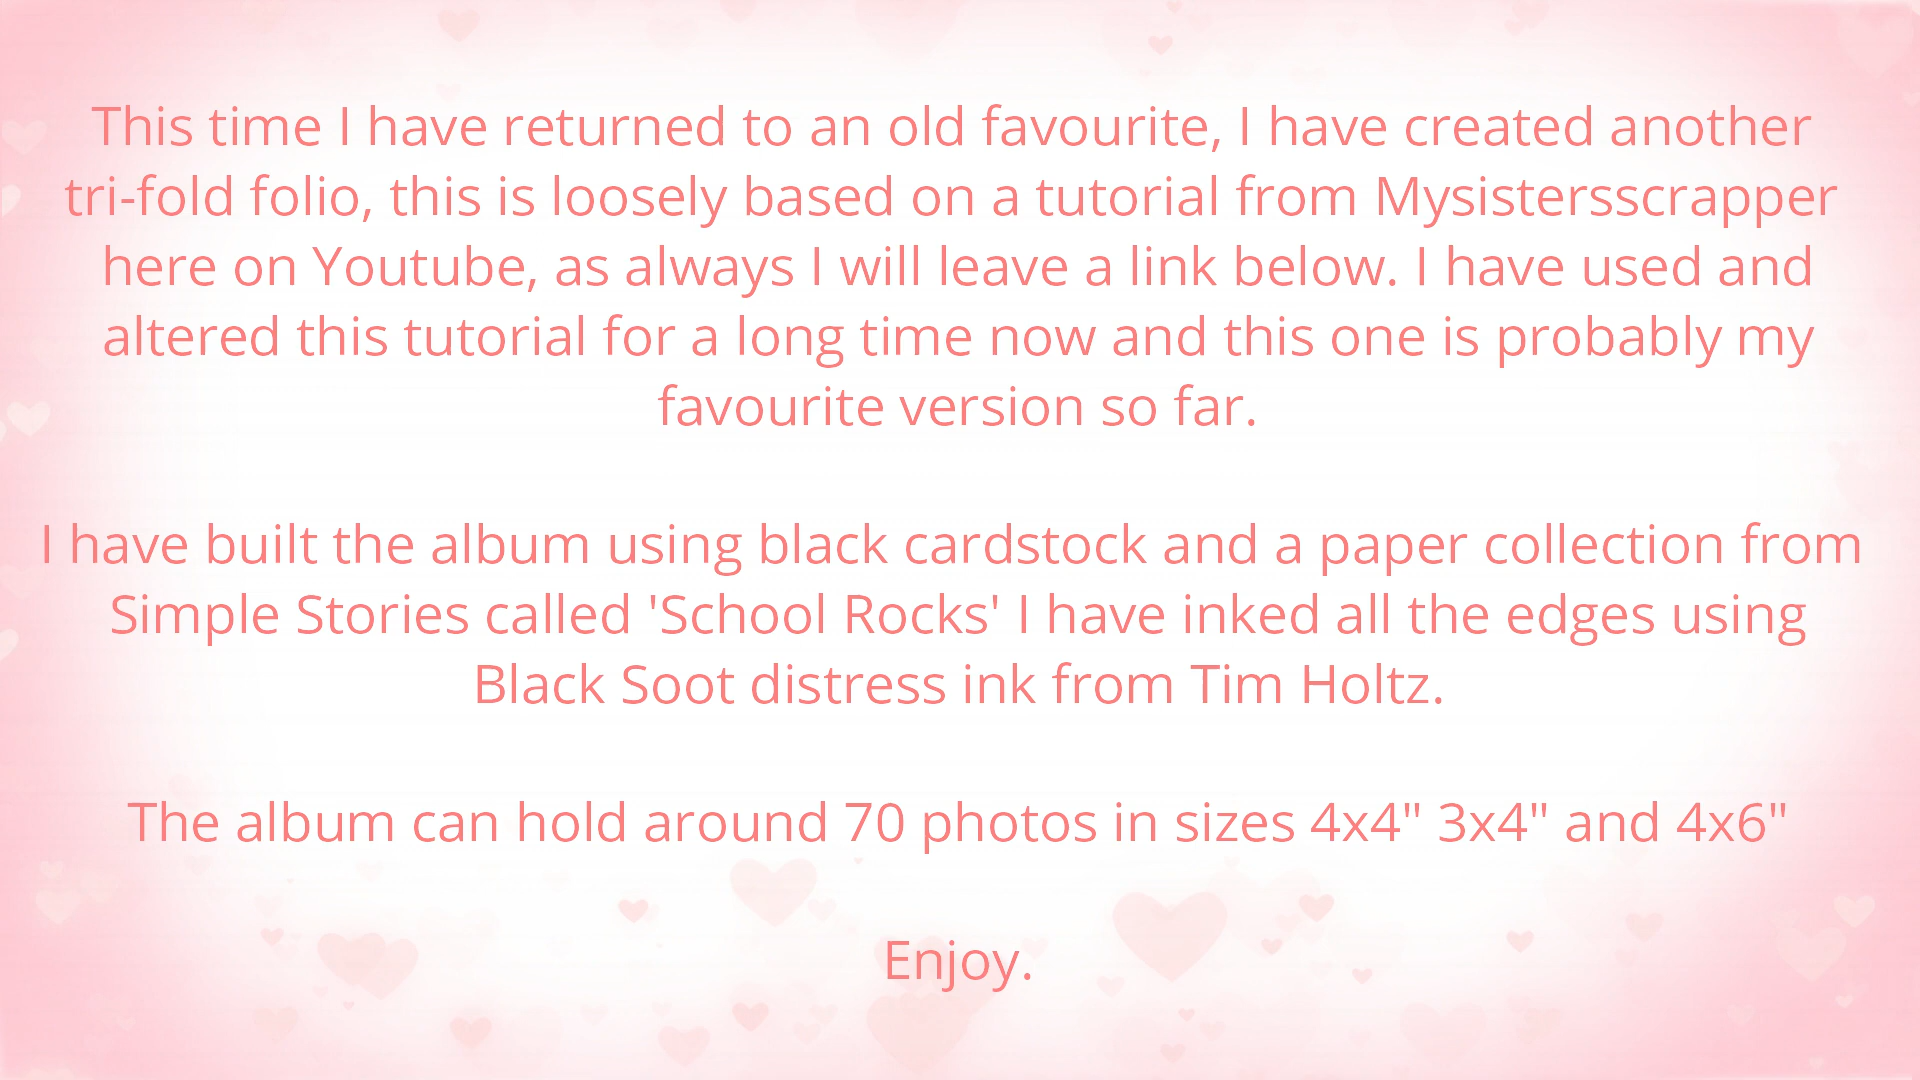 This time I have returned to an old favourite, I have created another
tri-fold folio, this is loosely based on a tutorial from Mysistersscrapper
here on Youtube, as always I will leave a link below. I have used and
altered this tutorial for a long time now and this one is probably my
favourite version so far.
I have built the album using black cardstock and a paper collection from
Simple Stories called 'School Rocks' I have inked all the edges using
Black Soot distress ink from Tim Holtz.
The album can hold around 70 photos in sizes 4x4" 3x4" and 4x6"
Enjoy.